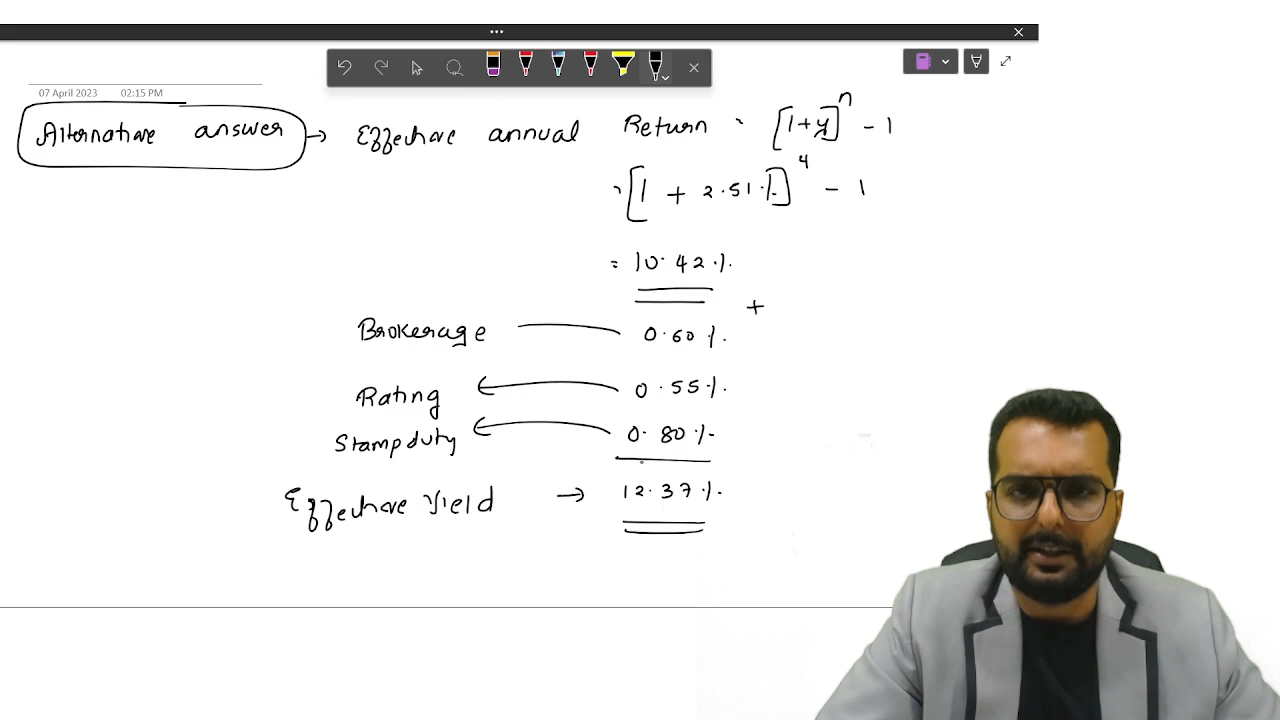 07 April 2023 02:15 PM
Alternative answer → Effective annual Return = [1+y]^n - 1
= [1 + 2.51%]^4 - 1
= 10.42%
+
Brokerage 0.60%
Rating 0.55%
Stampduty 0.80%
Effective Yield → 12.37%